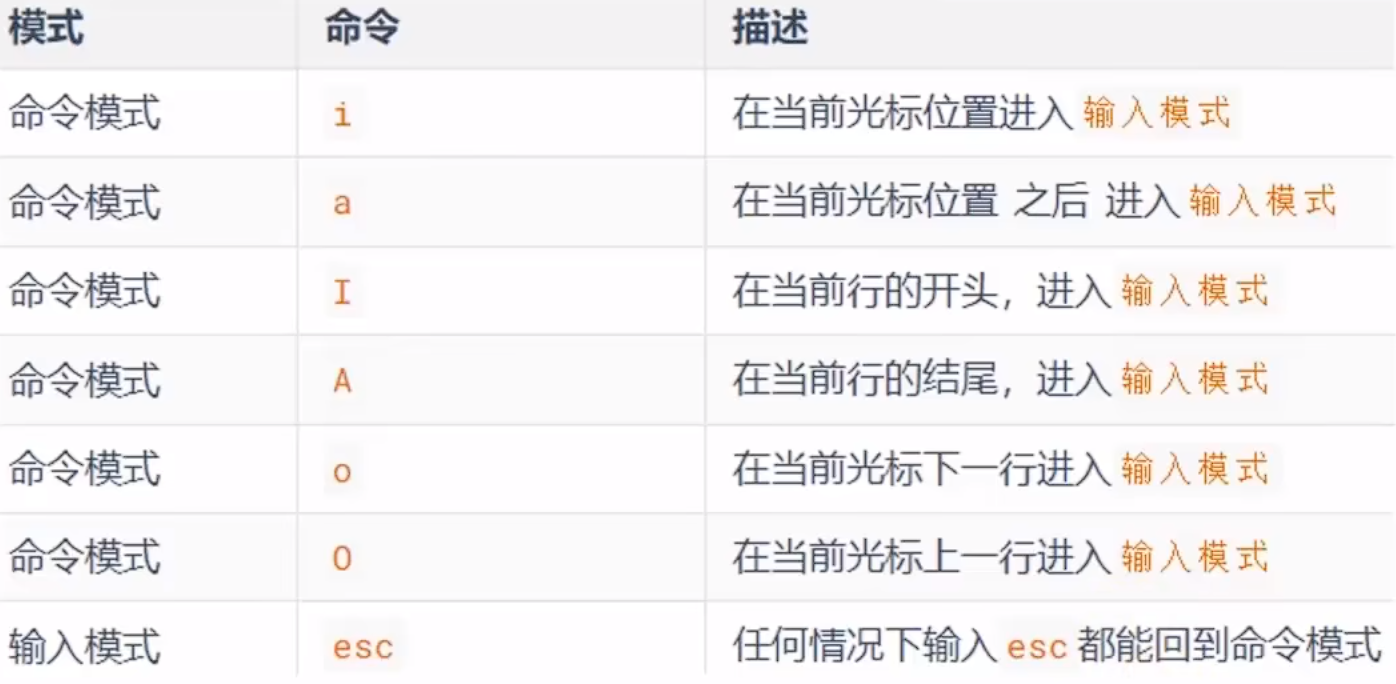 模式 命令 描述
命令模式 i 在当前光标位置进入 输入模式
命令模式 a 在当前光标位置 之后 进入 输入模式
命令模式 I 在当前行的开头，进入 输入模式
命令模式 A 在当前行的结尾，进入 输入模式
命令模式 o 在当前光标下一行进入 输入模式
命令模式 O 在当前光标上一行进入 输入模式
输入模式 esc 任何情况下输入 esc 都能回到命令模式